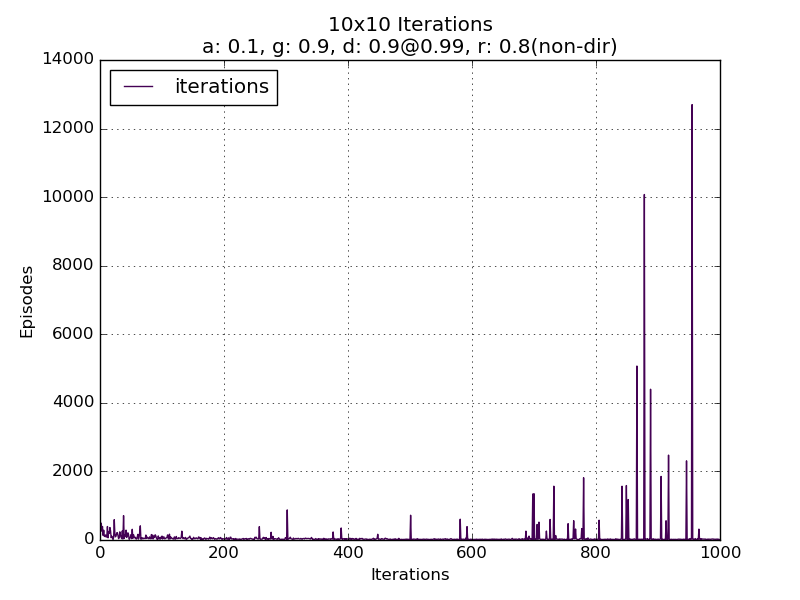 10x10 Iterations
a: 0.1, g: 0.9, d: 0.9@0.99, r: 0.8(non-dir)
14000
iterations
12000
10000
8000
Episodes
6000
4000
2000
0
0 200 400 600 800 1000
Iterations